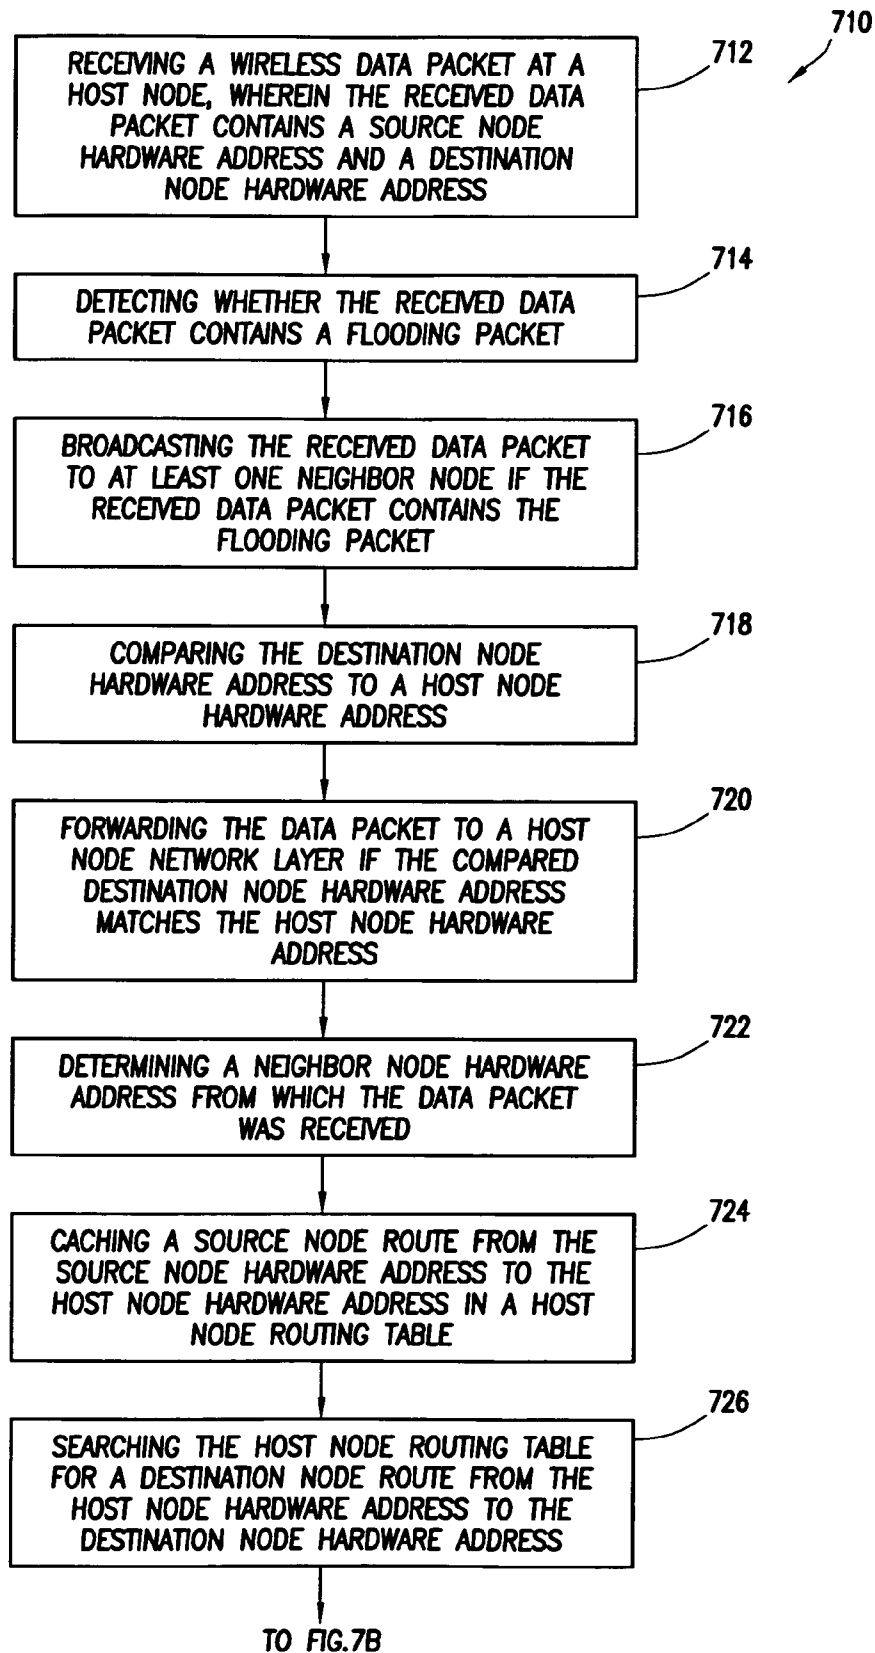 710
712
RECEIVING A WIRELESS DATA PACKET AT A
HOST NODE, WHEREIN THE RECEIVED DATA
PACKET CONTAINS A SOURCE NODE
HARDWARE ADDRESS AND A DESTINATION
NODE HARDWARE ADDRESS
714
DETECTING WHETHER THE RECEIVED DATA
PACKET CONTAINS A FLOODING PACKET
716
BROADCASTING THE RECEIVED DATA PACKET
TO AT LEAST ONE NEIGHBOR NODE IF THE
RECEIVED DATA PACKET CONTAINS THE
FLOODING PACKET
718
COMPARING THE DESTINATION NODE
HARDWARE ADDRESS TO A HOST NODE
HARDWARE ADDRESS
720
FORWARDING THE DATA PACKET TO A HOST
NODE NETWORK LAYER IF THE COMPARED
DESTINATION NODE HARDWARE ADDRESS
MATCHES THE HOST NODE HARDWARE
ADDRESS
722
DETERMINING A NEIGHBOR NODE HARDWARE
ADDRESS FROM WHICH THE DATA PACKET
WAS RECEIVED
724
CACHING A SOURCE NODE ROUTE FROM THE
SOURCE NODE HARDWARE ADDRESS TO THE
HOST NODE HARDWARE ADDRESS IN A HOST
NODE ROUTING TABLE
726
SEARCHING THE HOST NODE ROUTING TABLE
FOR A DESTINATION NODE ROUTE FROM THE
HOST NODE HARDWARE ADDRESS TO THE
DESTINATION NODE HARDWARE ADDRESS
TO FIG.7B